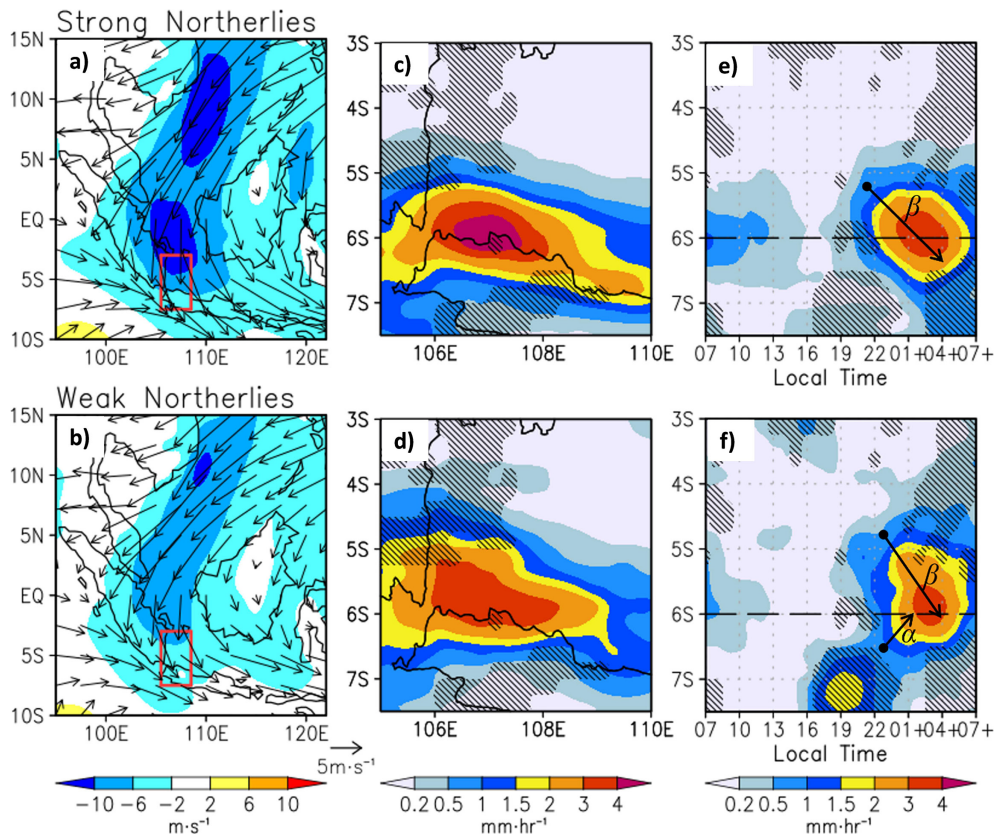 Strong Northerlies
a)
15N
10N
5N
EQ
5S
10S
100E 110E 120E
c)
3S
4S
5S
6S
7S
106E 108E 110E
e)
β
3S
4S
5S
6S
7S
07 10 13 16 19 22 01+04+07+
Local Time
Weak Northerlies
b)
15N
10N
5N
EQ
5S
10S
100E 110E 120E
d)
3S
4S
5S
6S
7S
106E 108E 110E
f)
β
α
3S
4S
5S
6S
7S
07 10 13 16 19 22 01+04+07+
Local Time
5m·s⁻¹
−10 −6 −2 2 6 10
m·s⁻¹
0.2 0.5 1 1.5 2 3 4
mm·hr⁻¹
0.2 0.5 1 1.5 2 3 4
mm·hr⁻¹